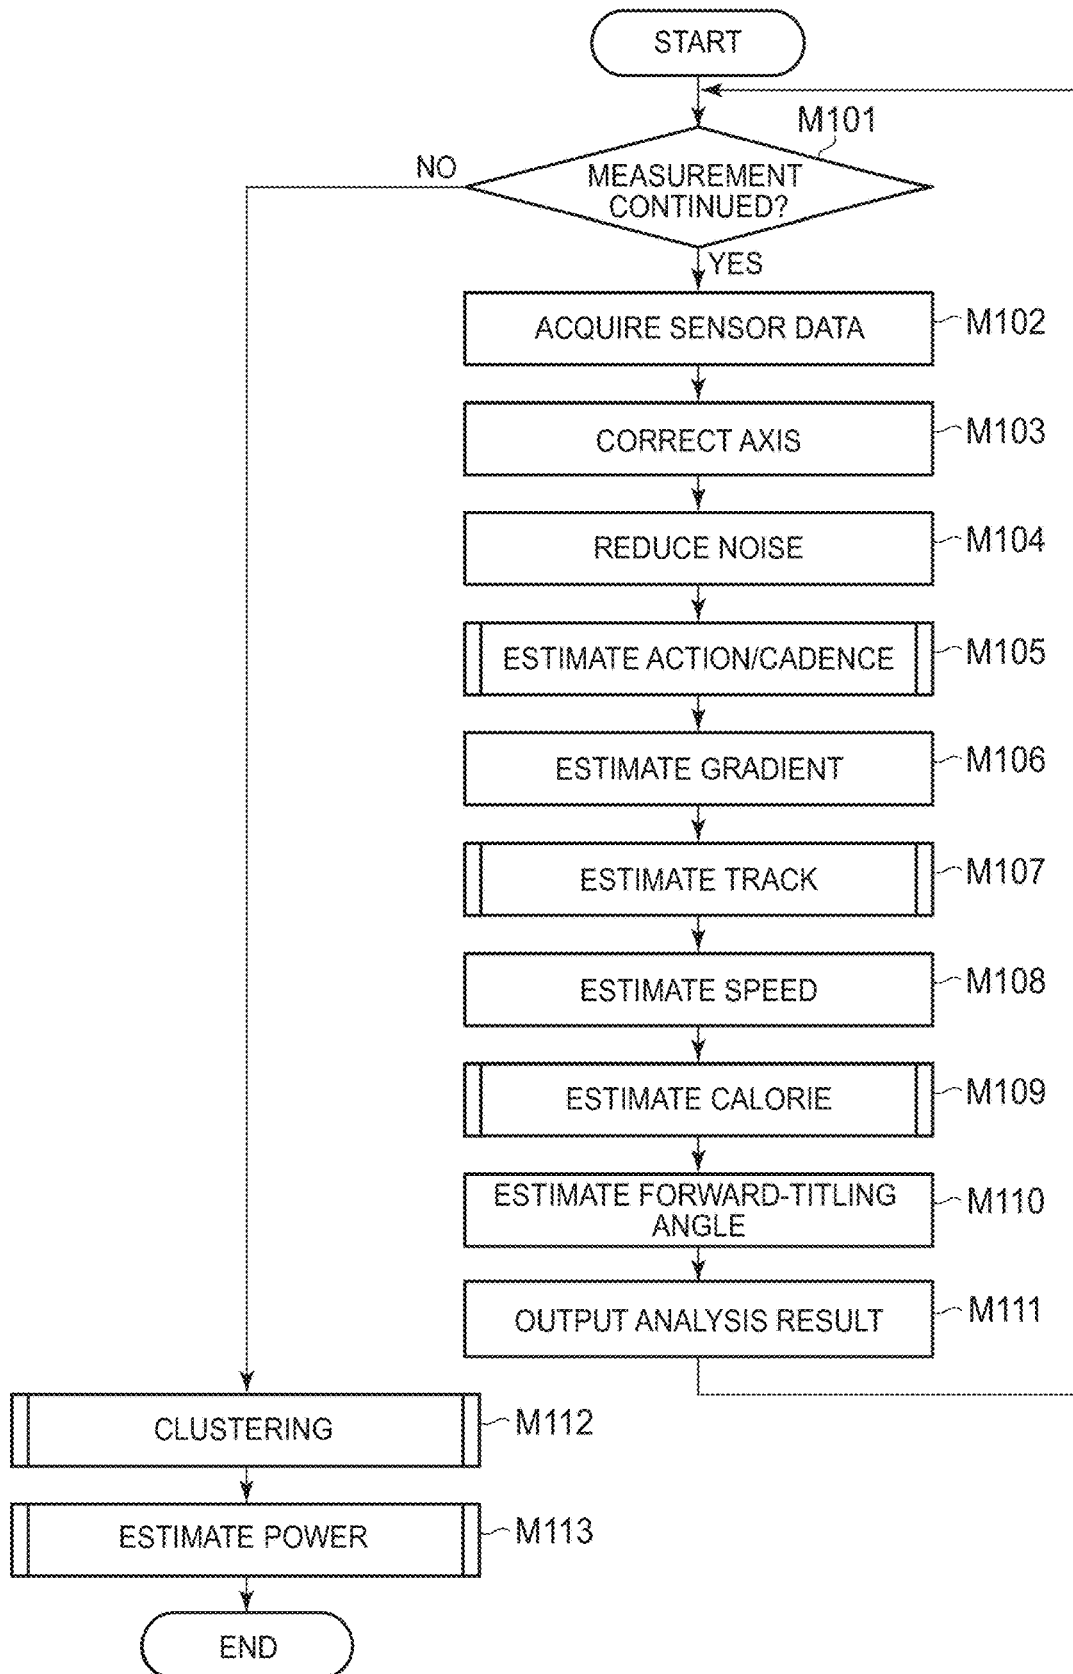 START
M101
NO
MEASUREMENT
CONTINUED?
YES
ACQUIRE SENSOR DATA
M102
CORRECT AXIS
M103
REDUCE NOISE
M104
ESTIMATE ACTION/CADENCE
M105
ESTIMATE GRADIENT
M106
ESTIMATE TRACK
M107
ESTIMATE SPEED
M108
ESTIMATE CALORIE
M109
ESTIMATE FORWARD-TITLING
ANGLE
M110
OUTPUT ANALYSIS RESULT
M111
CLUSTERING
M112
ESTIMATE POWER
M113
END